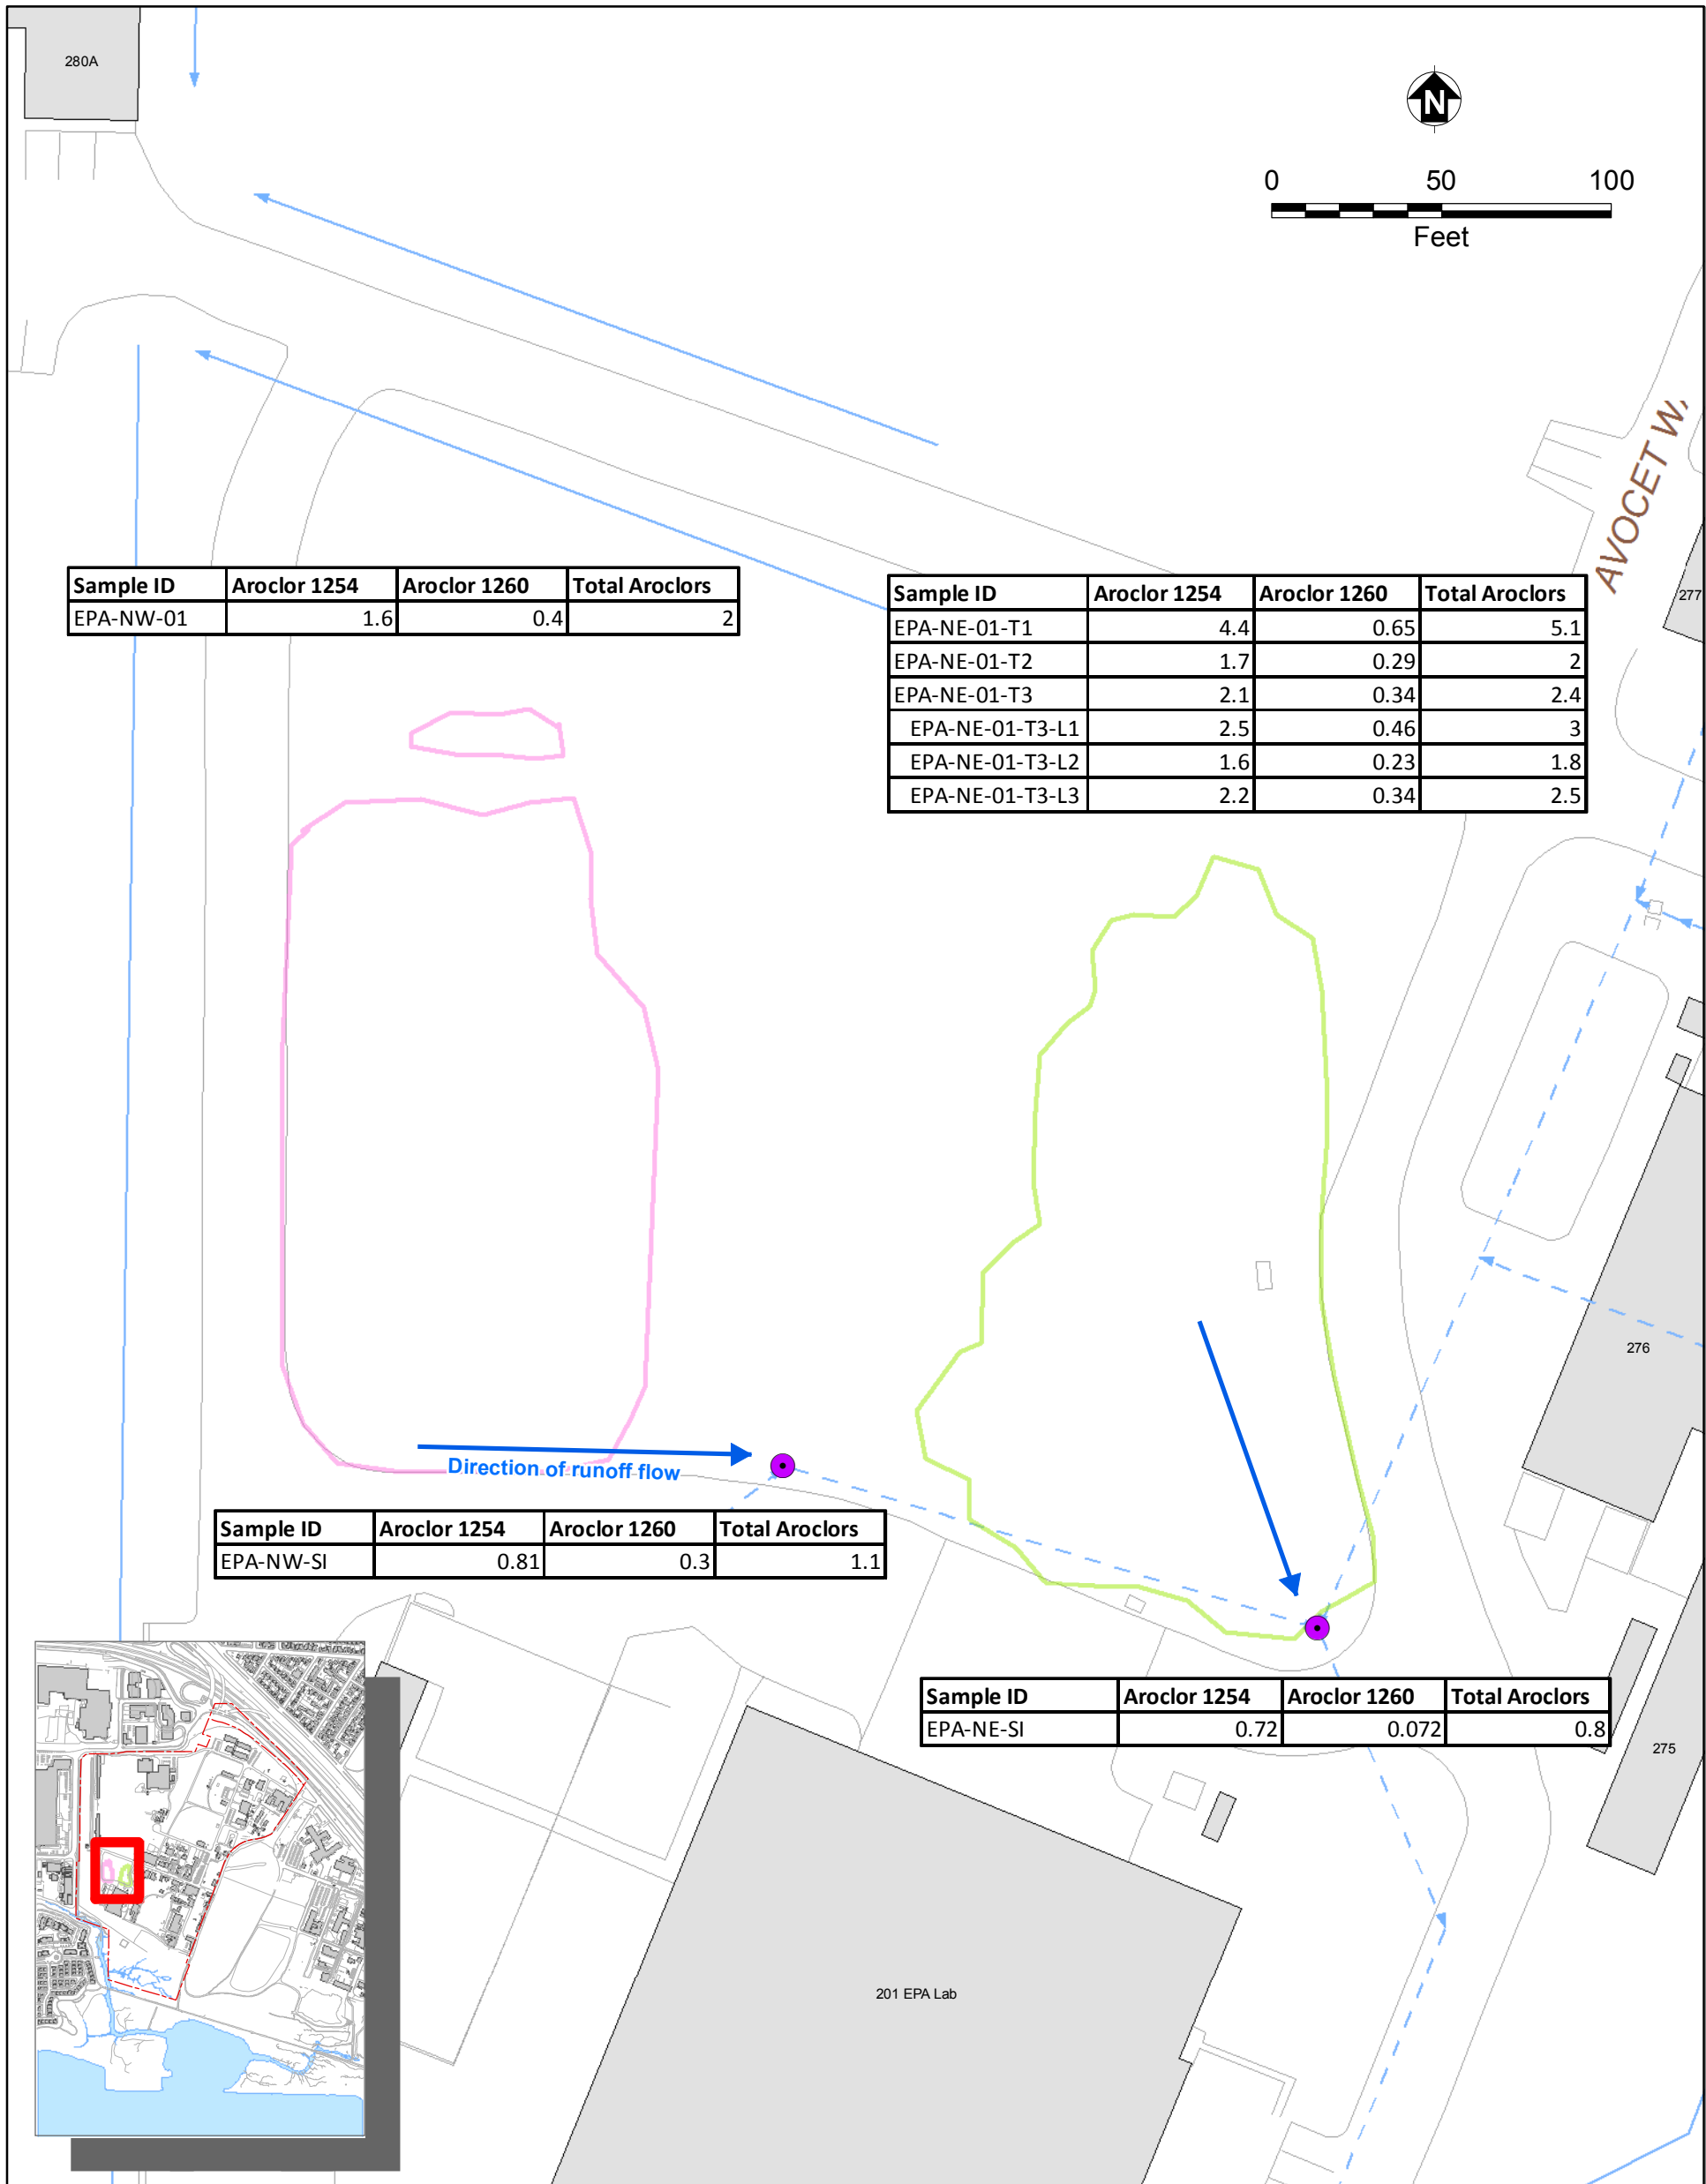 280A
N
0 50 100
Feet
AVOCET W
277
Sample ID Aroclor 1254 Aroclor 1260 Total Aroclors
EPA-NW-01 1.6 0.4 2
Sample ID Aroclor 1254 Aroclor 1260 Total Aroclors
EPA-NE-01-T1 4.4 0.65 5.1
EPA-NE-01-T2 1.7 0.29 2
EPA-NE-01-T3 2.1 0.34 2.4
EPA-NE-01-T3-L1 2.5 0.46 3
EPA-NE-01-T3-L2 1.6 0.23 1.8
EPA-NE-01-T3-L3 2.2 0.34 2.5
276
Direction of runoff flow
Sample ID Aroclor 1254 Aroclor 1260 Total Aroclors
EPA-NW-SI 0.81 0.3 1.1
Sample ID Aroclor 1254 Aroclor 1260 Total Aroclors
EPA-NE-SI 0.72 0.072 0.8
275
201 EPA Lab